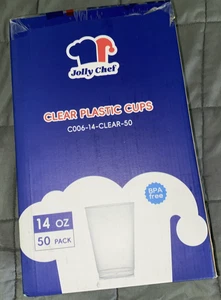 Jolly Chef
CLEAR PLASTIC CUPS
C006-14-CLEAR-50
BPA
free
14 OZ
50 PACK